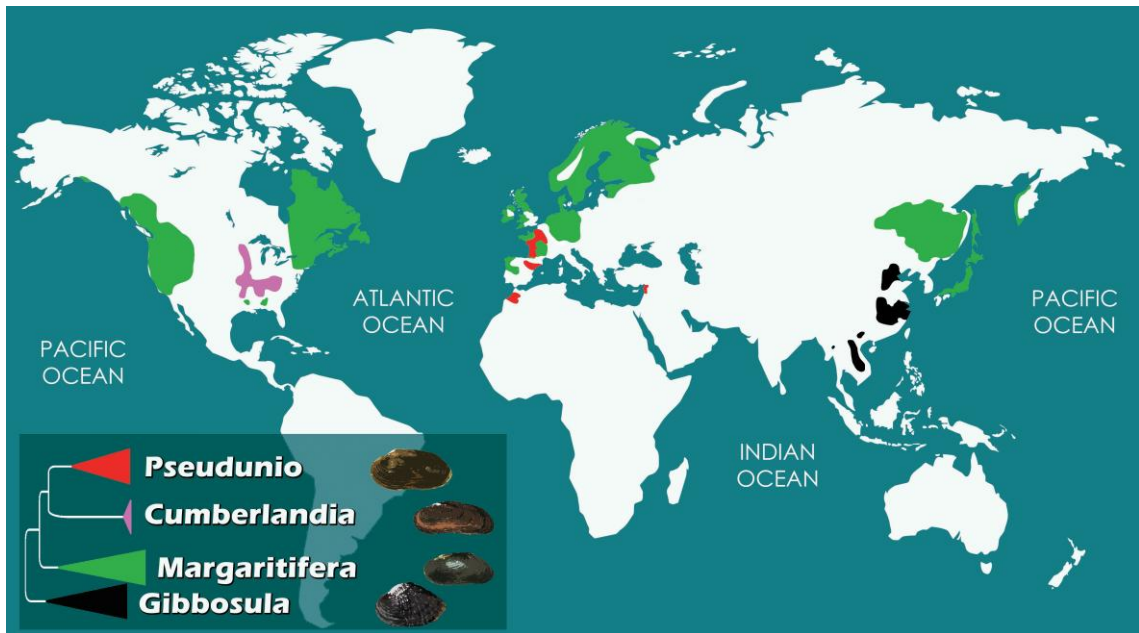 ATLANTIC
OCEAN
PACIFIC
OCEAN
PACIFIC
OCEAN
INDIAN
OCEAN
Pseudunio
Cumberlandia
Margaritifera
Gibbosula